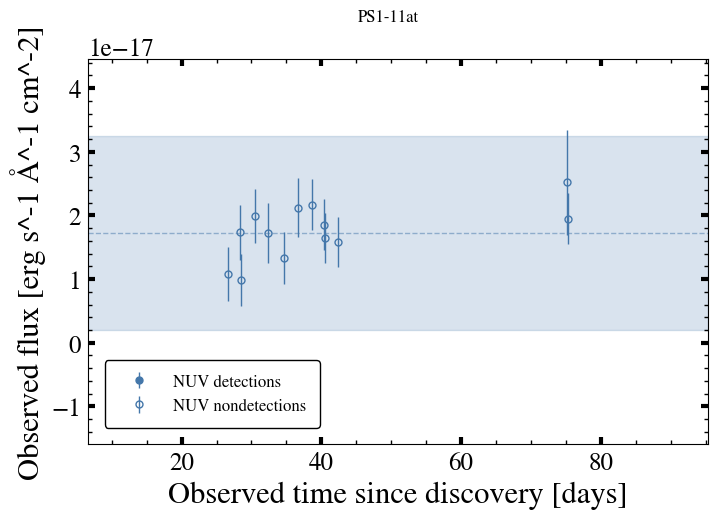 PS1-11at
1e−17
Observed flux [erg s^-1 Å^-1 cm^-2]
4
3
2
1
0
−1
NUV detections
NUV nondetections
20 40 60 80
Observed time since discovery [days]